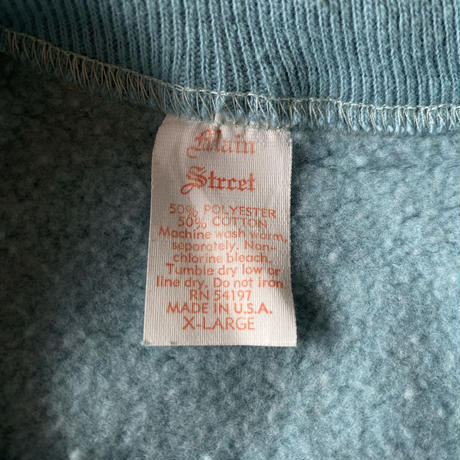 Main
Street
50% POLYESTER
50% COTTON
Machine wash warm,
separately. Non-
chlorine bleach.
Tumble dry low or
line dry. Do not iron.
RN 54197
MADE IN U.S.A.
X-LARGE